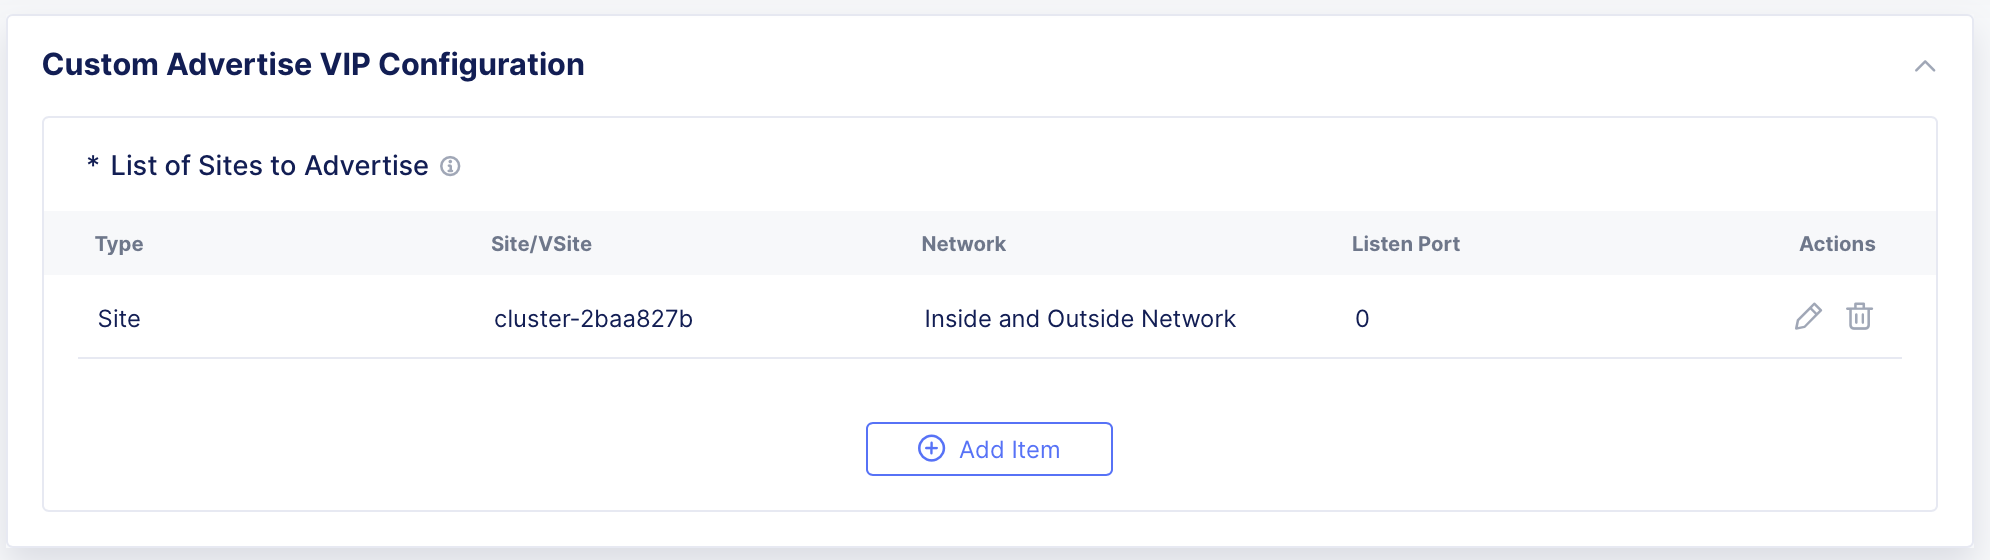 Custom Advertise VIP Configuration
* List of Sites to Advertise
Type Site/VSite Network Listen Port Actions
Site cluster-2baa827b Inside and Outside Network 0
Add Item